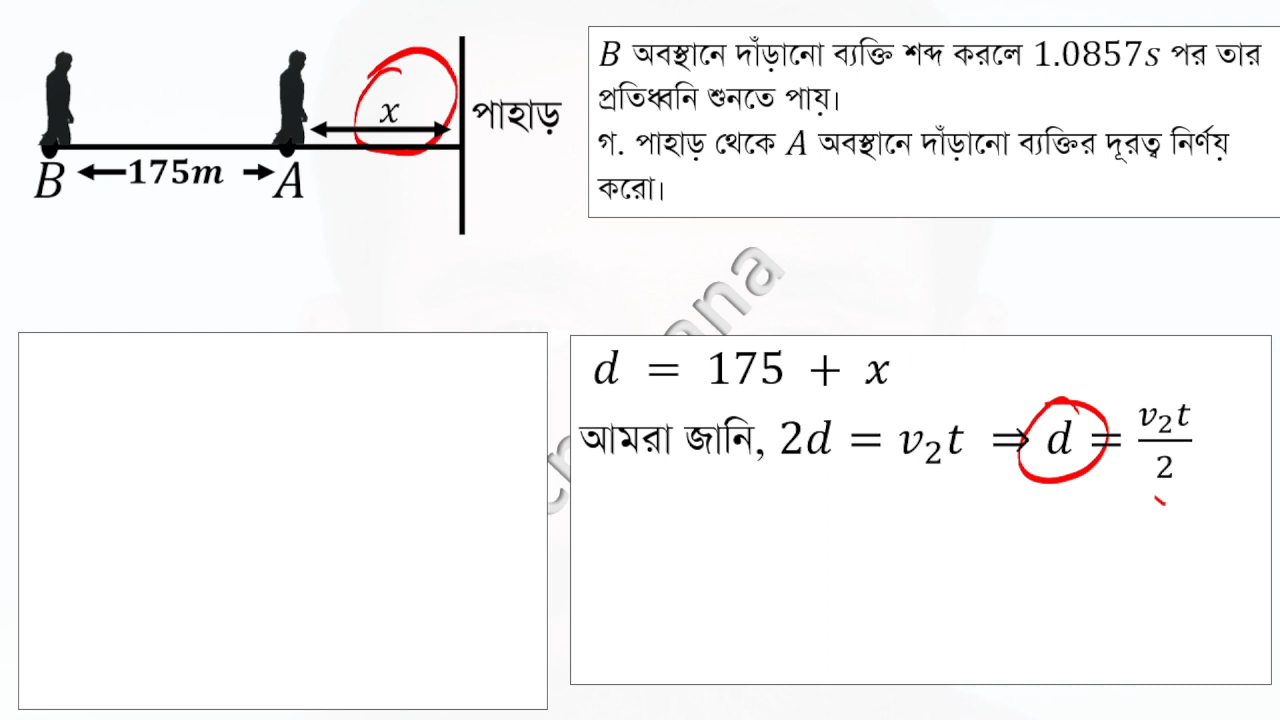 x
পাহাড়
B
175m
A
B অবস্থানে দাঁড়ানো ব্যক্তি শব্দ করলে 1.0857s পর তার
প্রতিধ্বনি শুনতে পায়।
গ. পাহাড় থেকে A অবস্থানে দাঁড়ানো ব্যক্তির দূরত্ব নির্ণয়
করো।
d = 175 + x
আমরা জানি, 2d = v₂t ⇒ d = v₂t/2